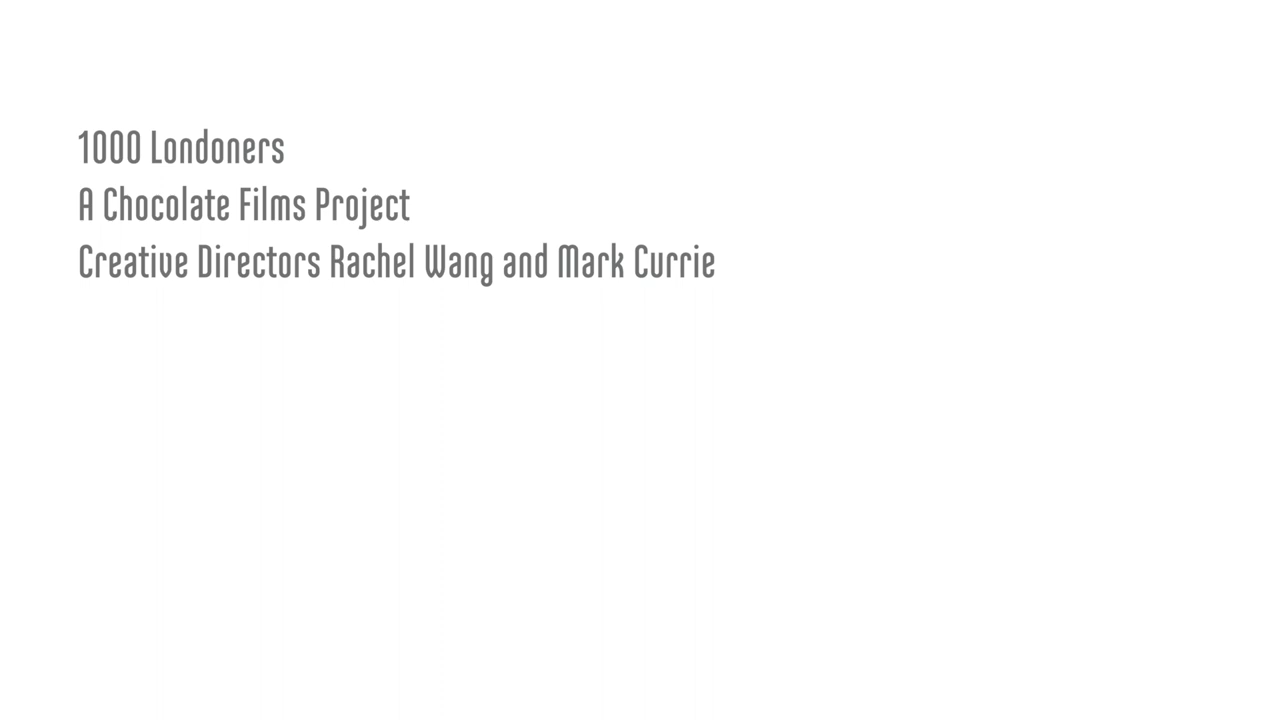 1000 Londoners
A Chocolate Films Project
Creative Directors Rachel Wang and Mark Currie